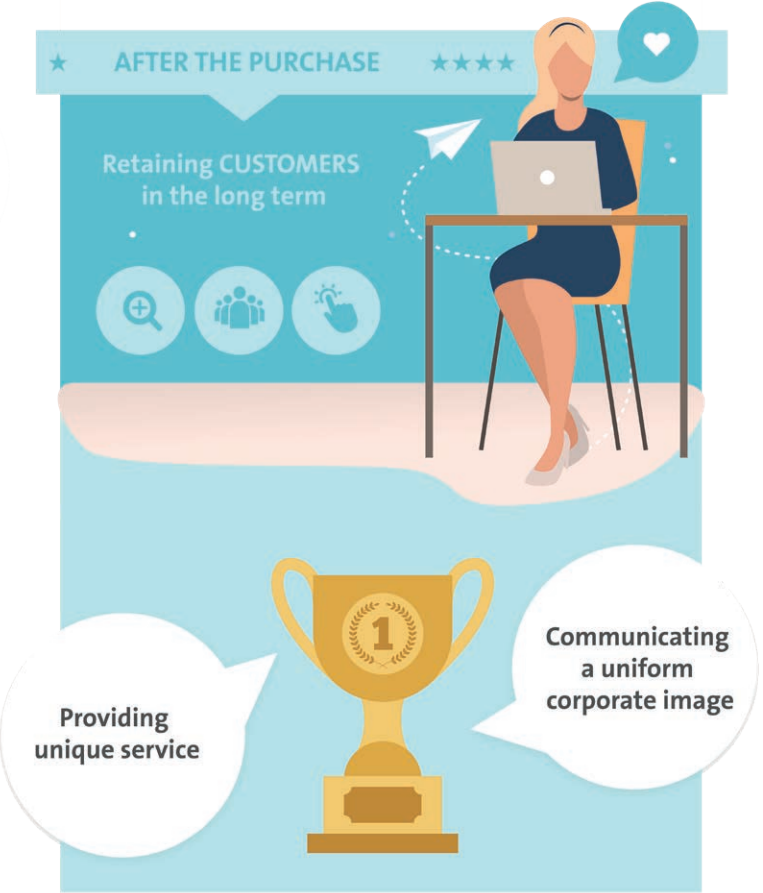 AFTER THE PURCHASE
Retaining CUSTOMERS
in the long term
1
Communicating
a uniform
corporate image
Providing
unique service